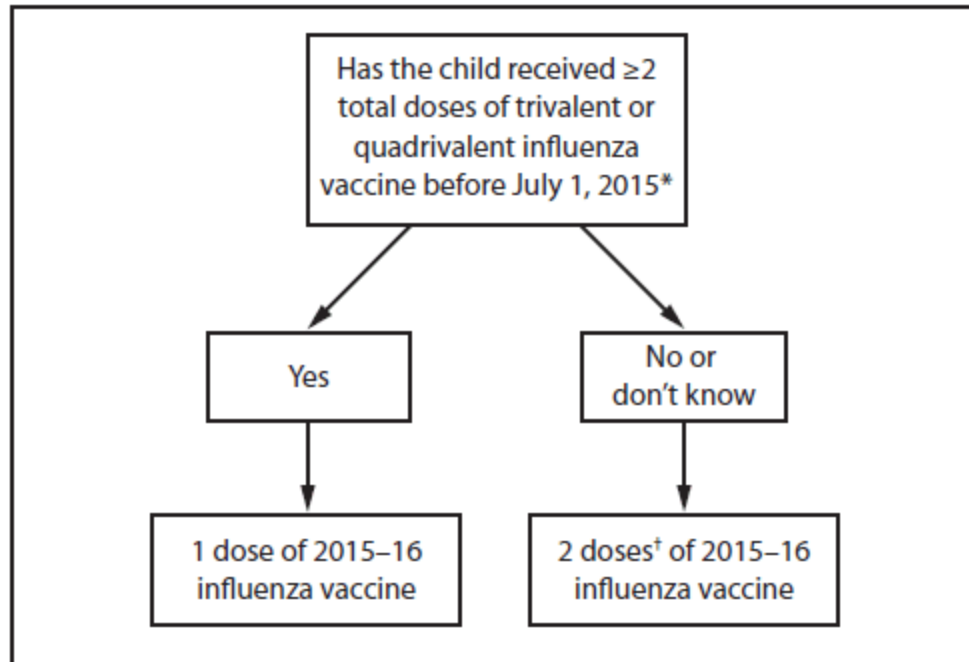 Has the child received ≥2
total doses of trivalent or
quadrivalent influenza
vaccine before July 1, 2015*
Yes
No or
don’t know
1 dose of 2015–16
influenza vaccine
2 doses† of 2015–16
influenza vaccine